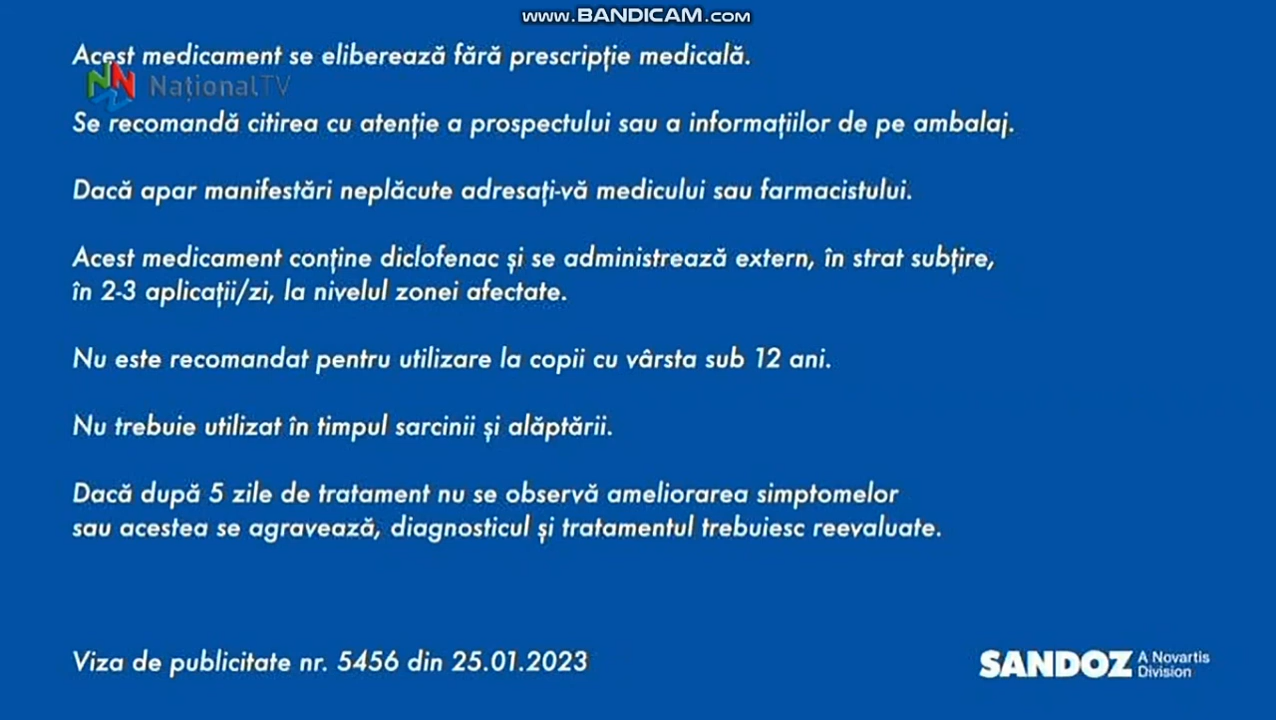 www.BANDICAM.com
Acest medicament se eliberează fără prescripție medicală.
NaționalTV
Se recomandă citirea cu atenție a prospectului sau a informațiilor de pe ambalaj.
Dacă apar manifestări neplăcute adresați-vă medicului sau farmacistului.
Acest medicament conține diclofenac și se administrează extern, în strat subțire,
în 2-3 aplicații/zi, la nivelul zonei afectate.
Nu este recomandat pentru utilizare la copii cu vârsta sub 12 ani.
Nu trebuie utilizat în timpul sarcinii și alăptării.
Dacă după 5 zile de tratament nu se observă ameliorarea simptomelor
sau acestea se agravează, diagnosticul și tratamentul trebuiesc reevaluate.
Viza de publicitate nr. 5456 din 25.01.2023
SANDOZ A Novartis
Division